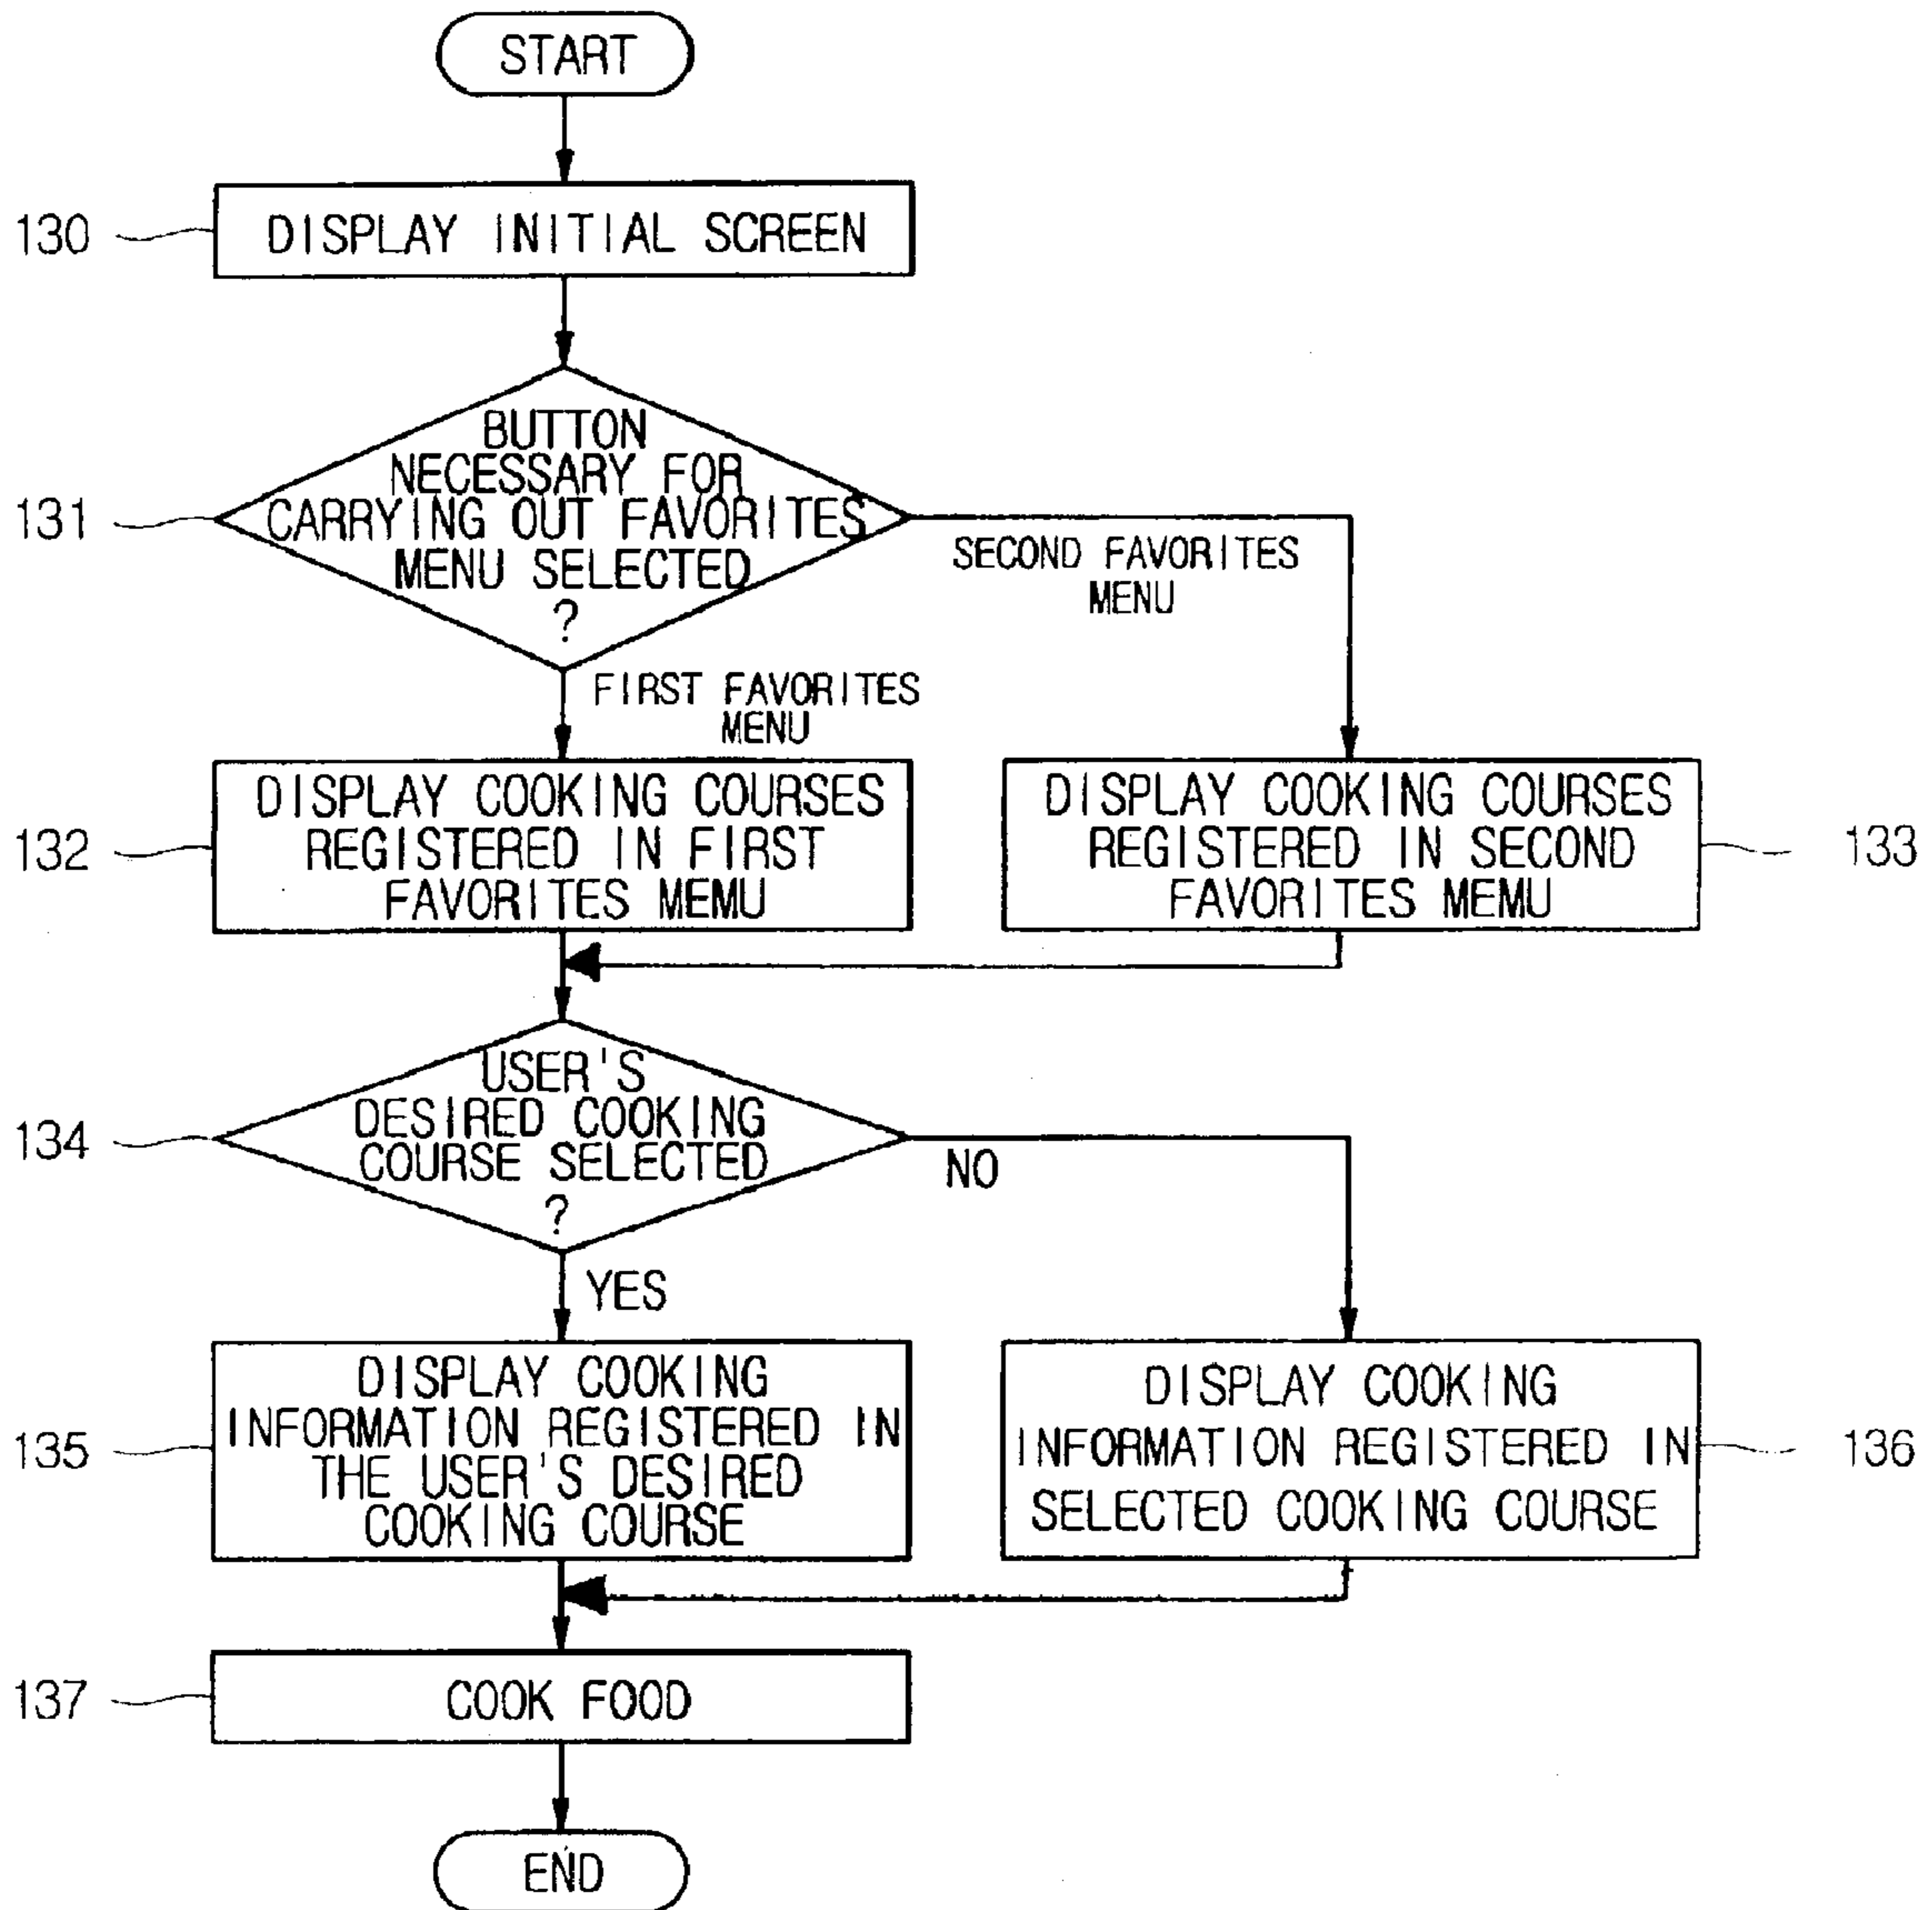 START
130
DISPLAY INITIAL SCREEN
131
BUTTON
NECESSARY FOR
CARRYING OUT FAVORITES
MENU SELECTED
?
SECOND FAVORITES
MENU
FIRST FAVORITES
MENU
132
DISPLAY COOKING COURSES
REGISTERED IN FIRST
FAVORITES MEMU
DISPLAY COOKING COURSES
REGISTERED IN SECOND
FAVORITES MEMU
133
134
USER'S
DESIRED COOKING
COURSE SELECTED
?
NO
YES
135
DISPLAY COOKING
INFORMATION REGISTERED IN
THE USER'S DESIRED
COOKING COURSE
DISPLAY COOKING
INFORMATION REGISTERED IN
SELECTED COOKING COURSE
136
137
COOK FOOD
END